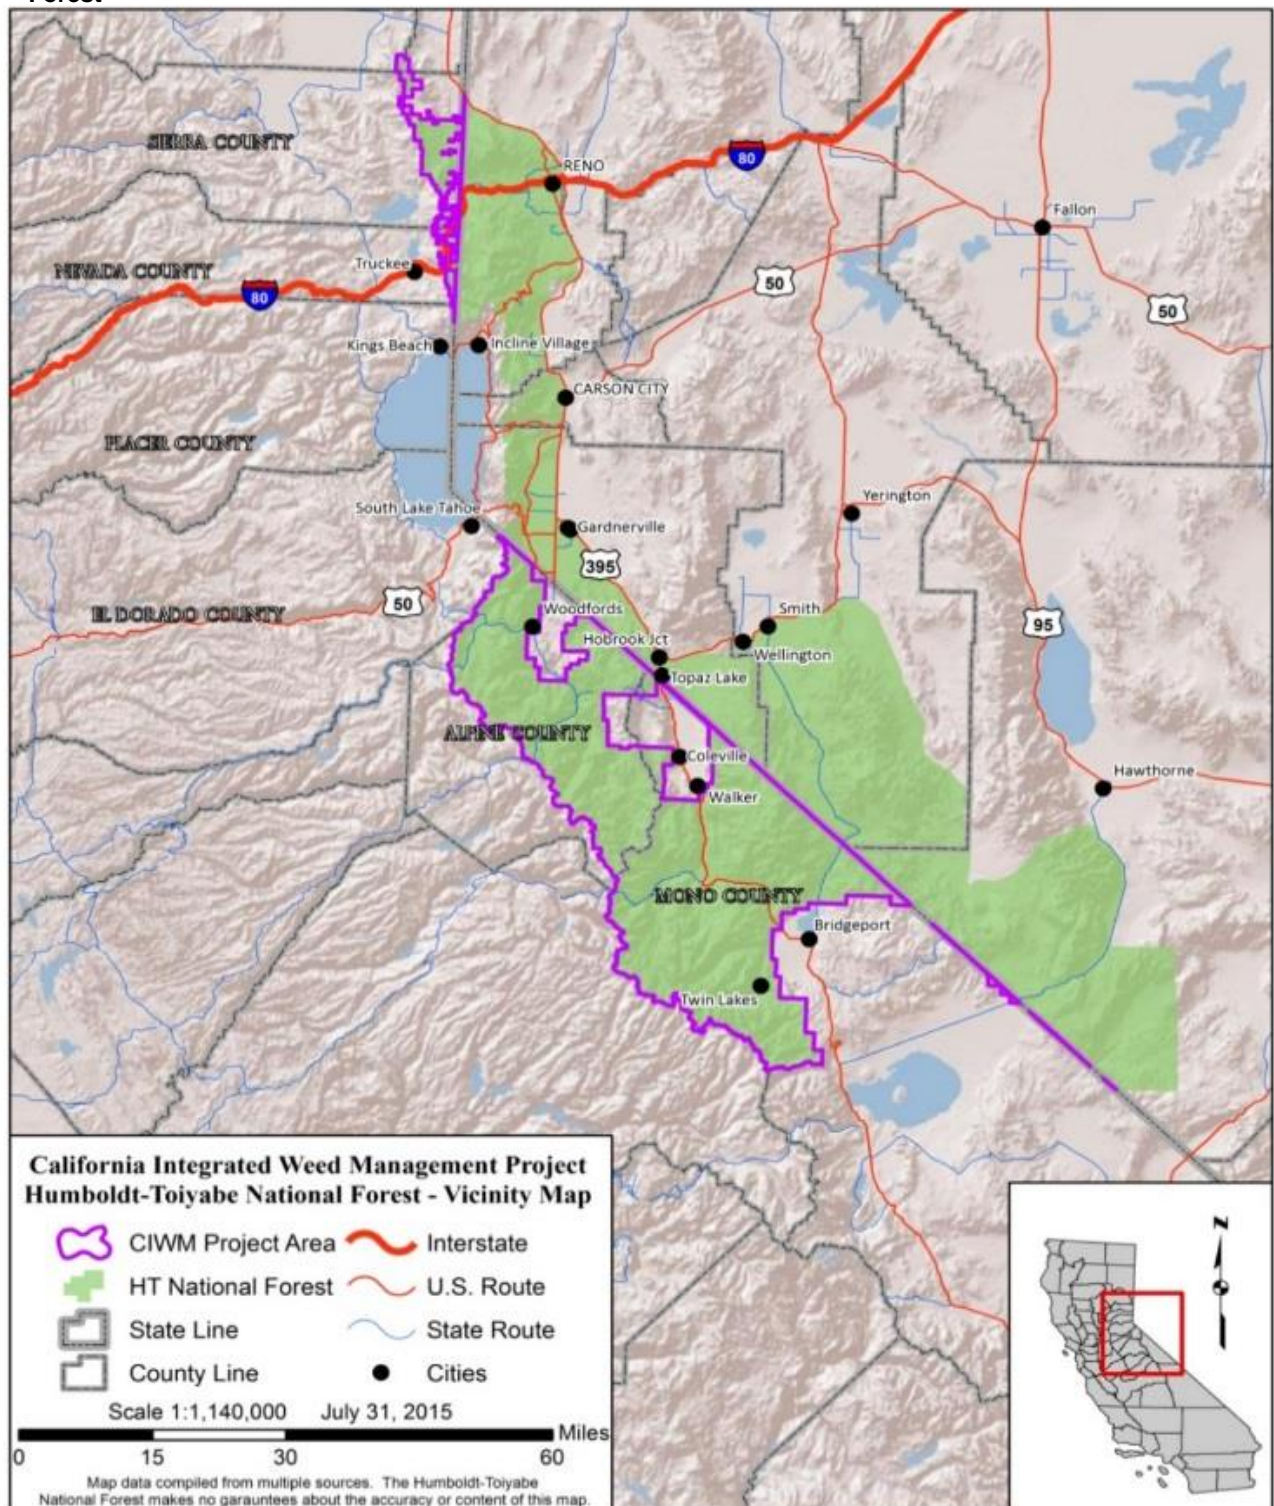 Forest
SIERRA COUNTY
RENO
80
Fallon
NEVADA COUNTY
Truckee
80
50
50
Kings Beach
Incline Village
CARSON CITY
PLACER COUNTY
Yerington
South Lake Tahoe
Gardnerville
395
50
EL DORADO COUNTY
Woodfords
Smith
95
Hobrook Jct
Wellington
Topaz Lake
ALPINE COUNTY
Coleville
Hawthorne
Walker
MONO COUNTY
Bridgeport
Twin Lakes
California Integrated Weed Management Project
Humboldt-Toiyabe National Forest - Vicinity Map
CIWM Project Area
Interstate
HT National Forest
U.S. Route
State Line
State Route
County Line
Cities
Scale 1:1,140,000 July 31, 2015
Miles
0 15 30 60
Map data compiled from multiple sources. The Humboldt-Toiyabe
National Forest makes no garauntees about the accuracy or content of this map.
N